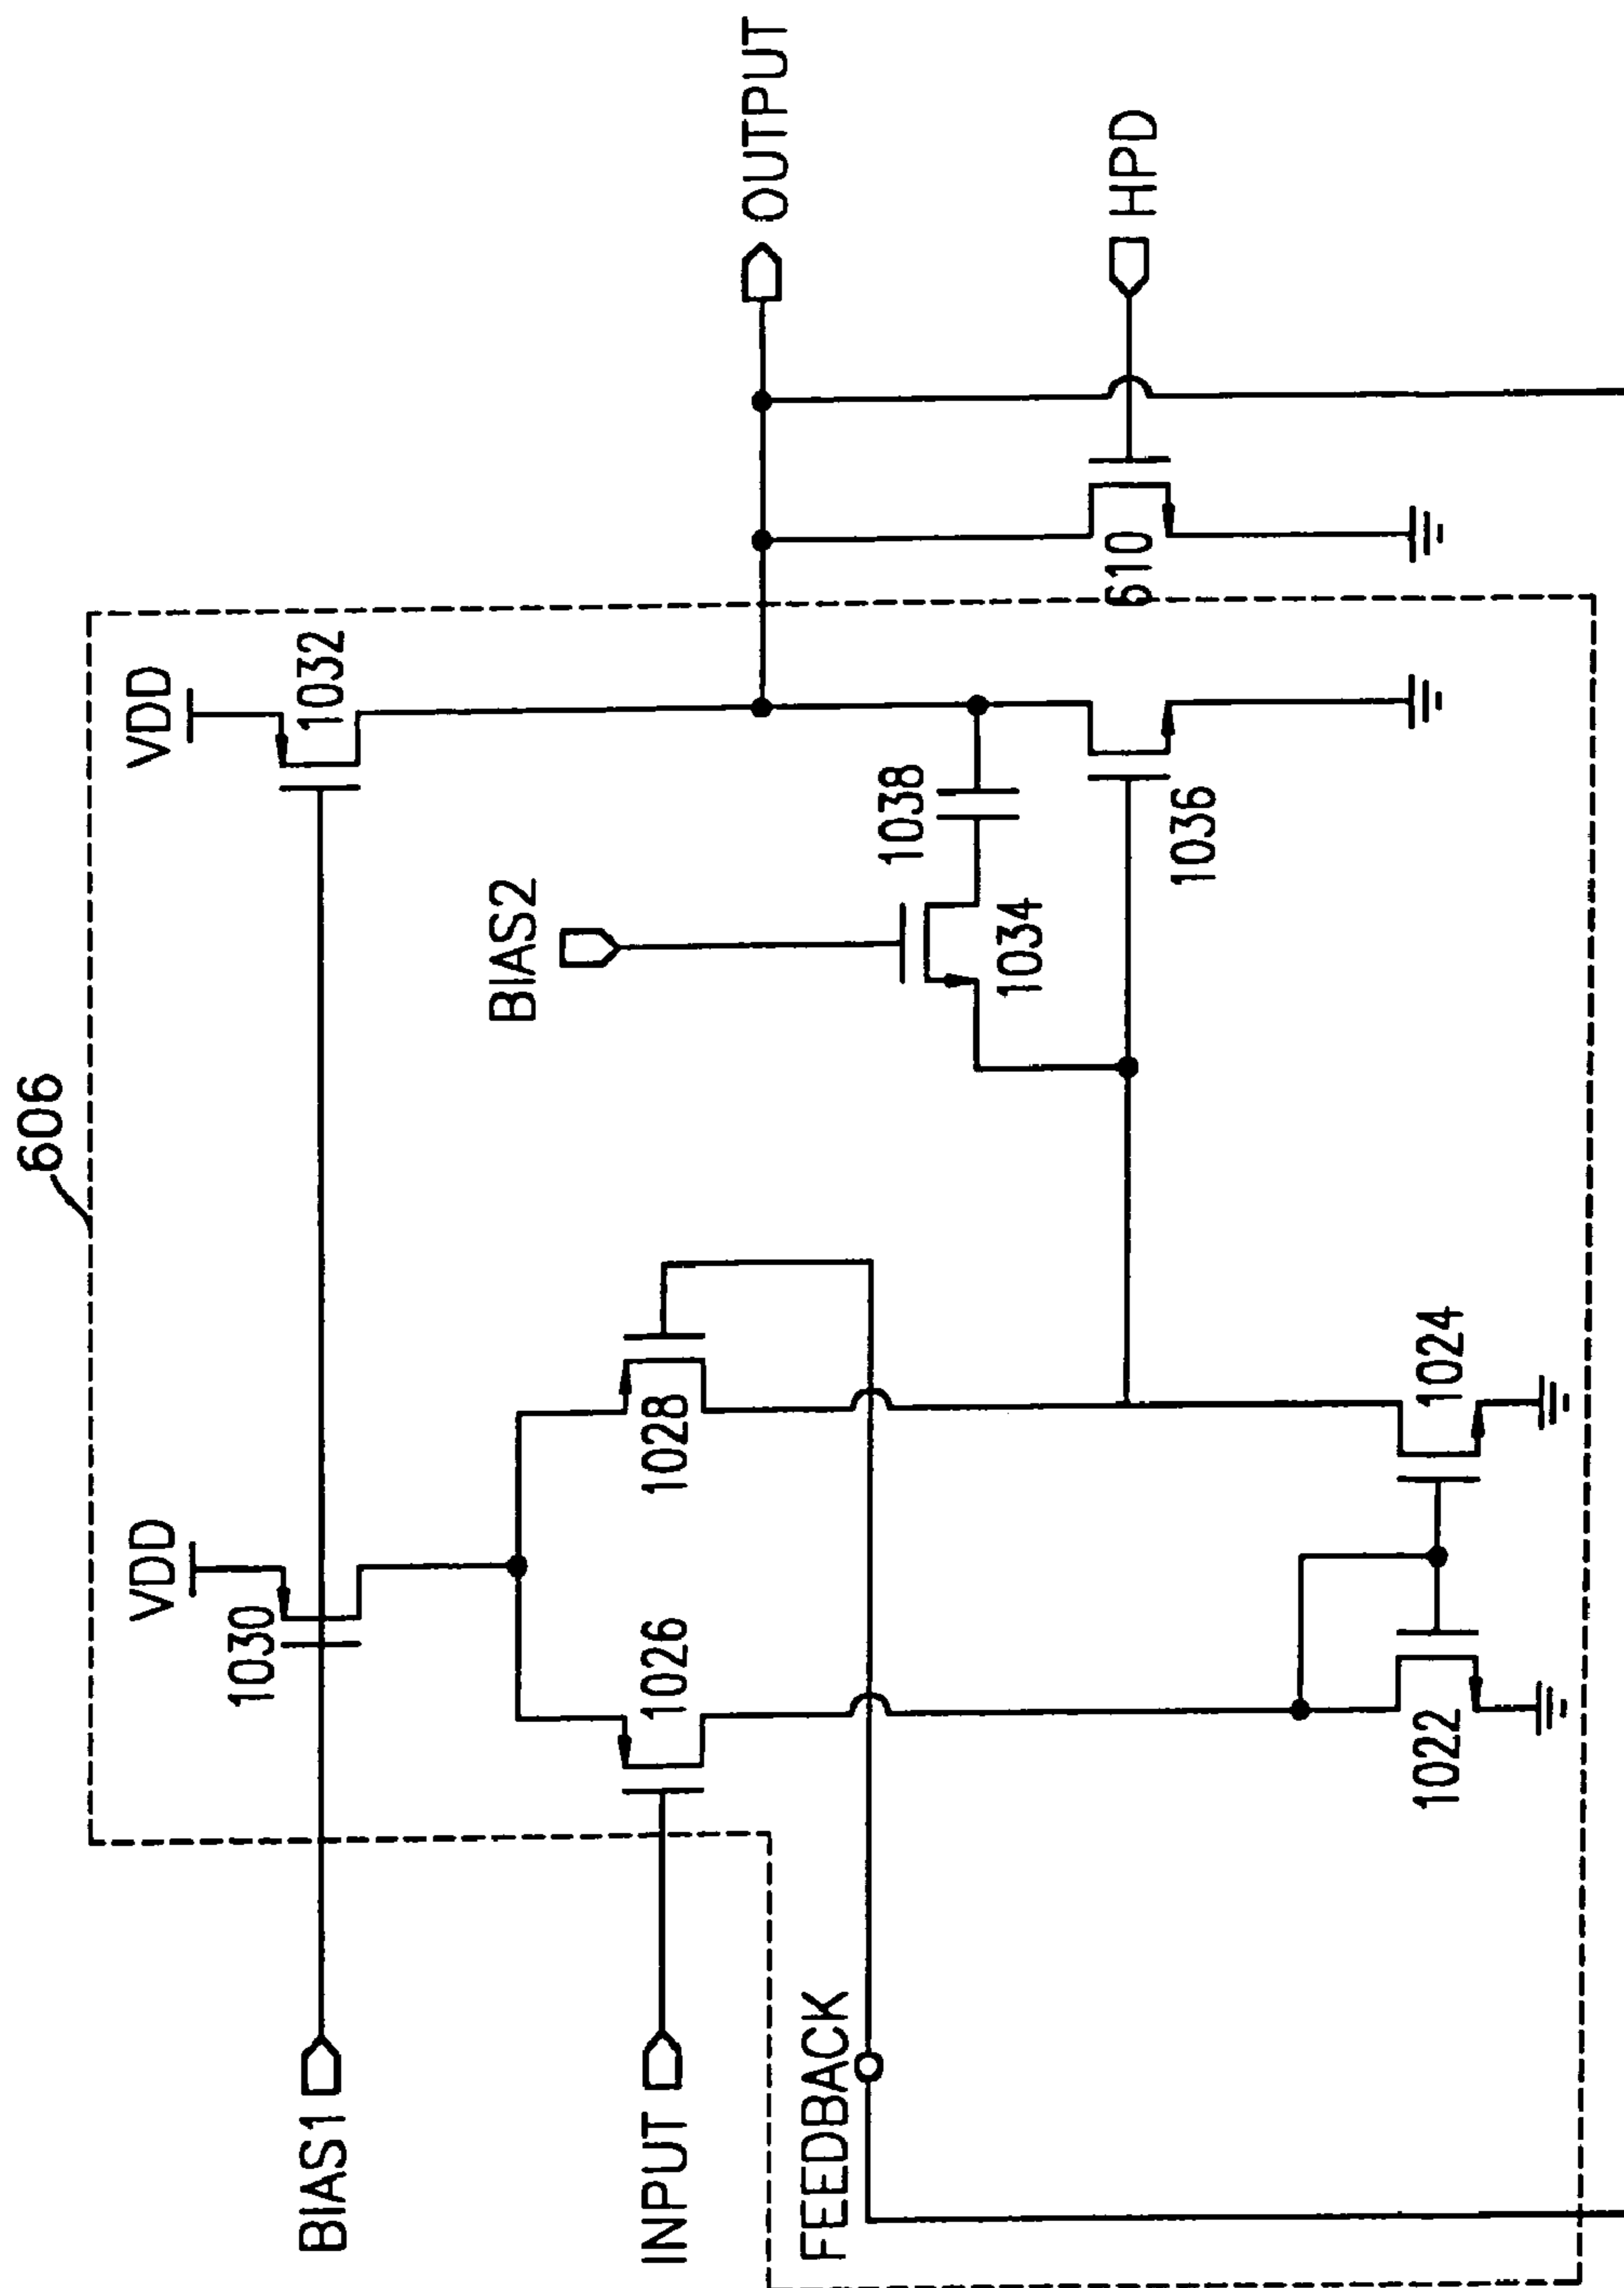 606
VDD
VDD
1030
1032
BIAS1
BIAS2
INPUT
1026
1028
OUTPUT
FEEDBACK
1038
1034
1036
610
HPD
1022
1024